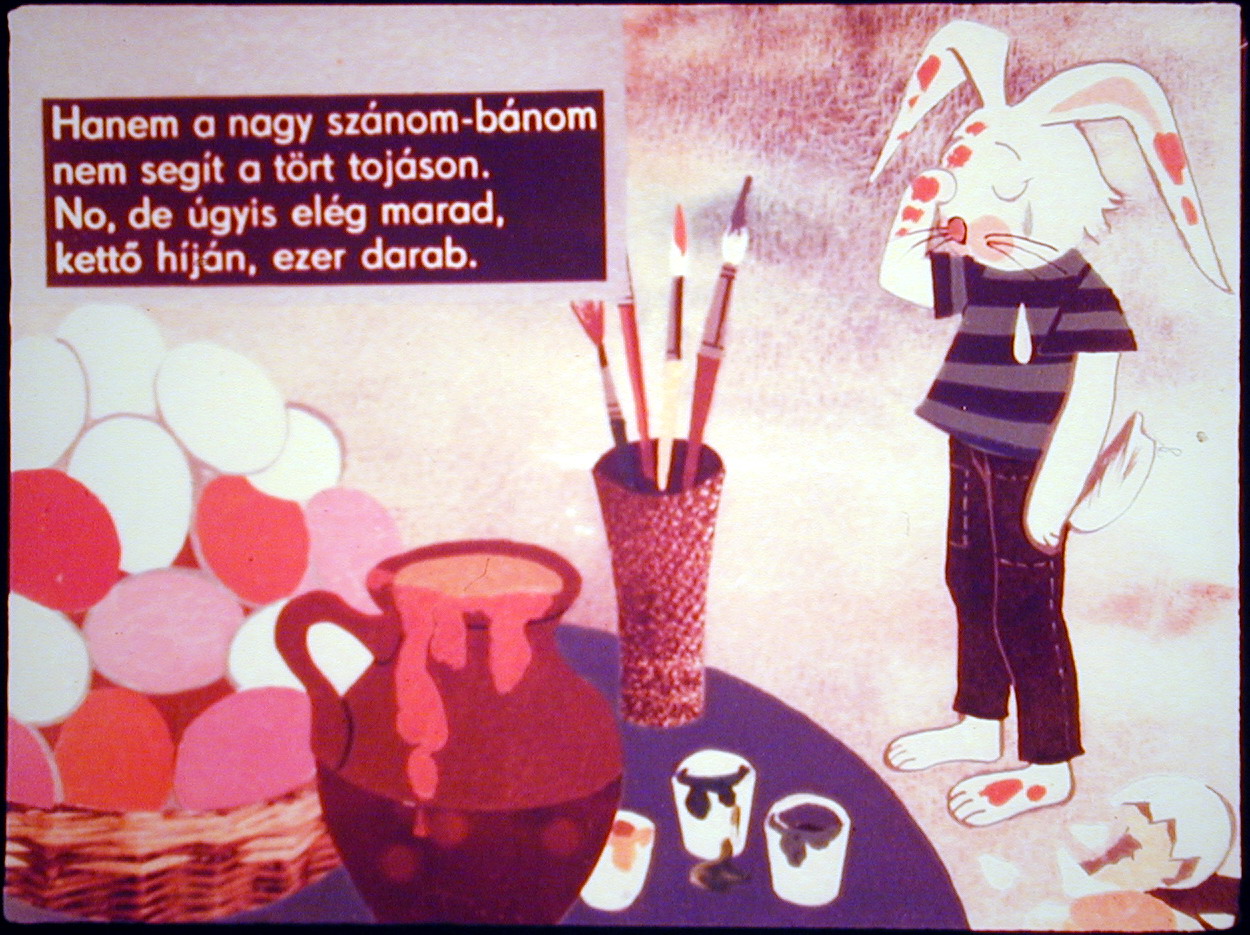 Hanem a nagy szánom-bánom
nem segít a tört tojáson.
No, de úgyis elég marad,
kettő híján, ezer darab.